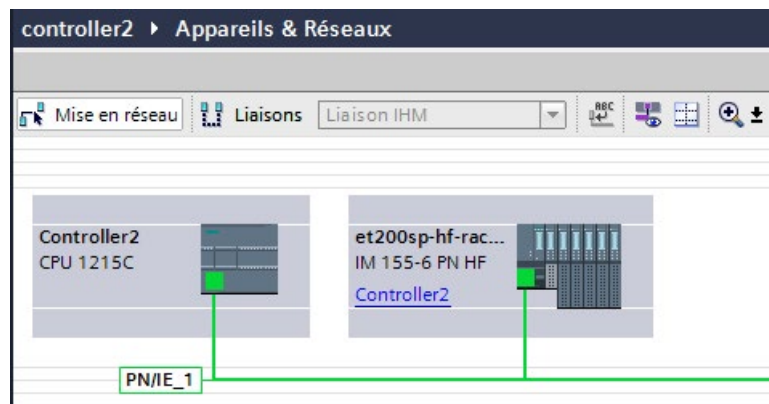 controller2 ▸ Appareils & Réseaux
Mise en réseau Liaisons Liaison IHM
Controller2
CPU 1215C
et200sp-hf-rac...
IM 155-6 PN HF
Controller2
PN/IE_1